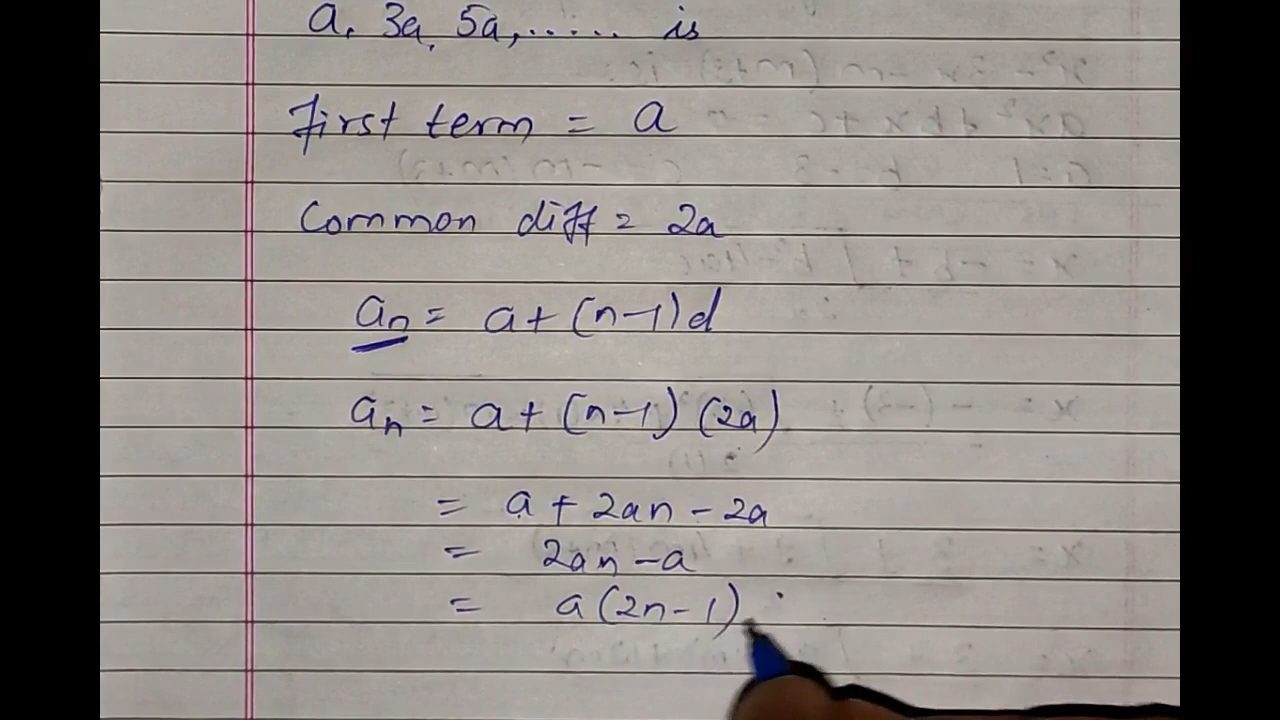 a, 3a, 5a, ..... is
First term = a
Common diff = 2a
an = a + (n-1)d
an = a + (n-1) (2a)
= a + 2an - 2a
= 2an - a
= a (2n-1)